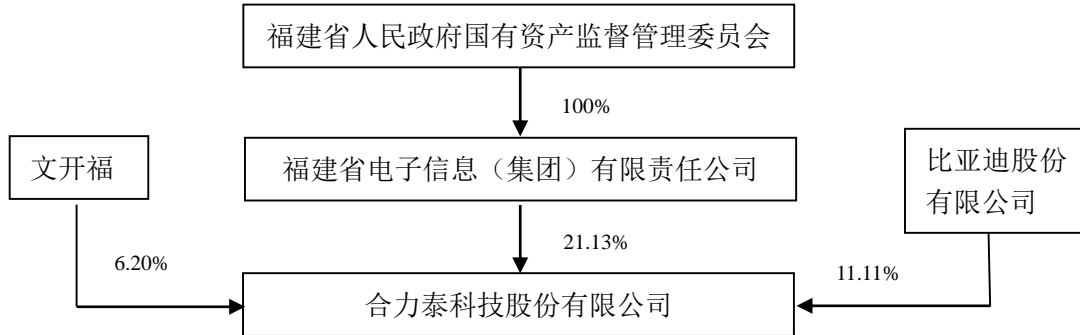 福建省人民政府国有资产监督管理委员会
100%
文开福
福建省电子信息（集团）有限责任公司
比亚迪股份
有限公司
6.20%
21.13%
11.11%
合力泰科技股份有限公司